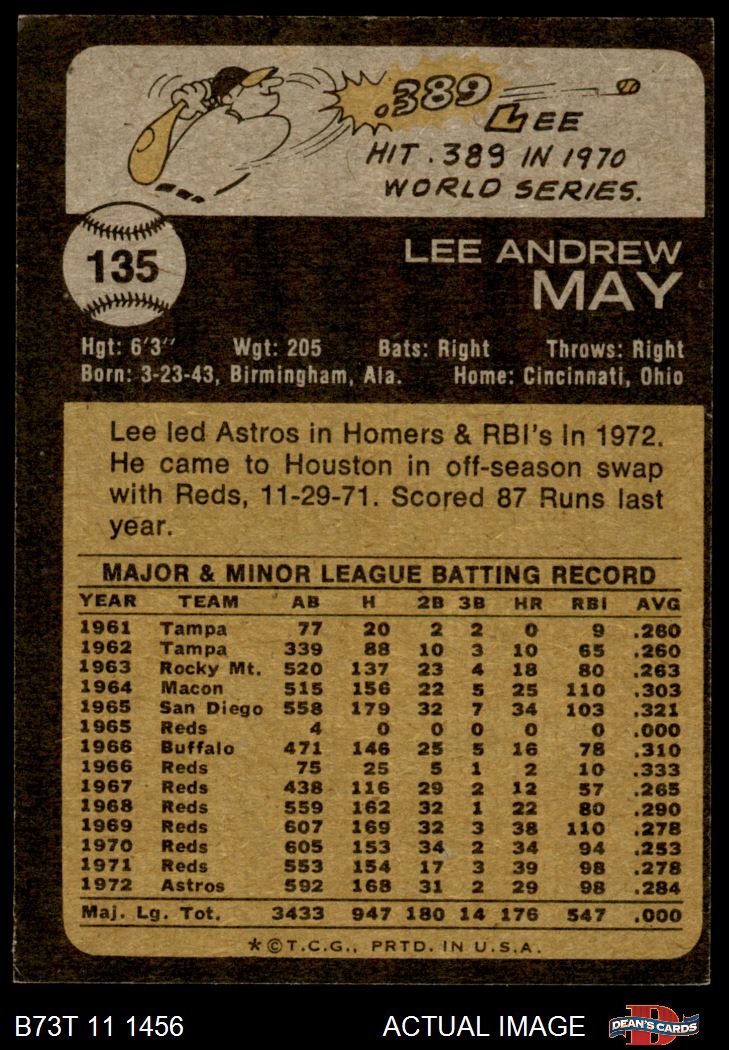 .389
LEE
HIT .389 IN 1970
WORLD SERIES.
135
LEE ANDREW
MAY
Hgt: 6'3" Wgt: 205 Bats: Right Throws: Right
Born: 3-23-43, Birmingham, Ala. Home: Cincinnati, Ohio
Lee led Astros in Homers & RBI's in 1972.
He came to Houston in off-season swap
with Reds, 11-29-71. Scored 87 Runs last
year.
MAJOR & MINOR LEAGUE BATTING RECORD
YEAR TEAM AB H 2B 3B HR RBI AVG
1961 Tampa 77 20 2 2 0 9 .260
1962 Tampa 339 88 10 3 10 65 .260
1963 Rocky Mt. 520 137 23 4 18 80 .263
1964 Macon 515 156 22 5 25 110 .303
1965 San Diego 558 179 32 7 34 103 .321
1965 Reds 4 0 0 0 0 0 .000
1966 Buffalo 471 146 25 5 16 78 .310
1966 Reds 75 25 5 1 2 10 .333
1967 Reds 438 116 29 2 12 57 .265
1968 Reds 559 162 32 1 22 80 .290
1969 Reds 607 169 32 3 38 110 .278
1970 Reds 605 153 34 2 34 94 .253
1971 Reds 553 154 17 3 39 98 .278
1972 Astros 592 168 31 2 29 98 .284
Maj. Lg. Tot. 3433 947 180 14 176 547 .000
*©T.C.G., PRTD. IN U.S.A.
B73T 11 1456 ACTUAL IMAGE D DEAN'S CARDS